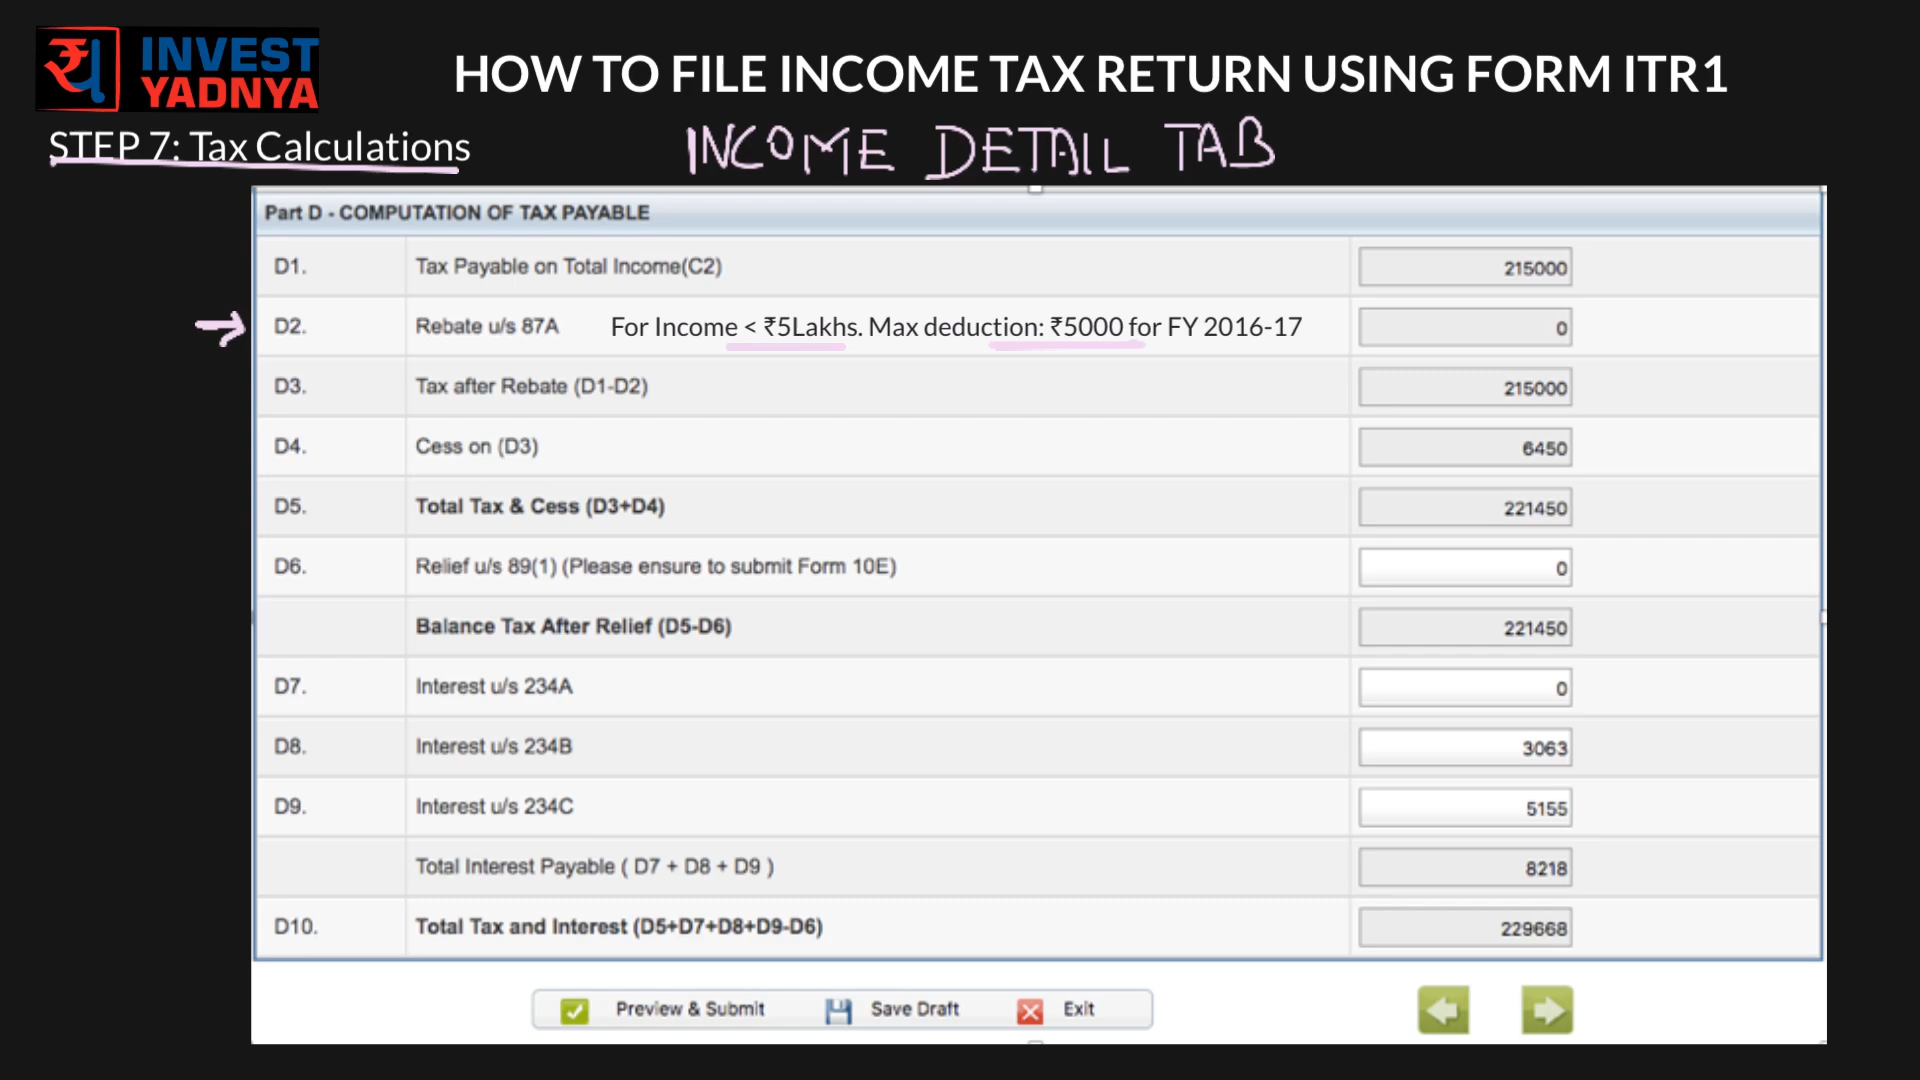 यर
INVEST
YADNYA
HOW TO FILE INCOME TAX RETURN USING FORM ITR1
STEP 7: Tax Calculations
INCOME DETAIL TAB
Part D - COMPUTATION OF TAX PAYABLE
D1. Tax Payable on Total Income(C2) 215000
D2. Rebate u/s 87A For Income < ₹5Lakhs. Max deduction: ₹5000 for FY 2016-17 0
D3. Tax after Rebate (D1-D2) 215000
D4. Cess on (D3) 6450
D5. Total Tax & Cess (D3+D4) 221450
D6. Relief u/s 89(1) (Please ensure to submit Form 10E) 0
Balance Tax After Relief (D5-D6) 221450
D7. Interest u/s 234A 0
D8. Interest u/s 234B 3063
D9. Interest u/s 234C 5155
Total Interest Payable ( D7 + D8 + D9 ) 8218
D10. Total Tax and Interest (D5+D7+D8+D9-D6) 229668
Preview & Submit Save Draft Exit